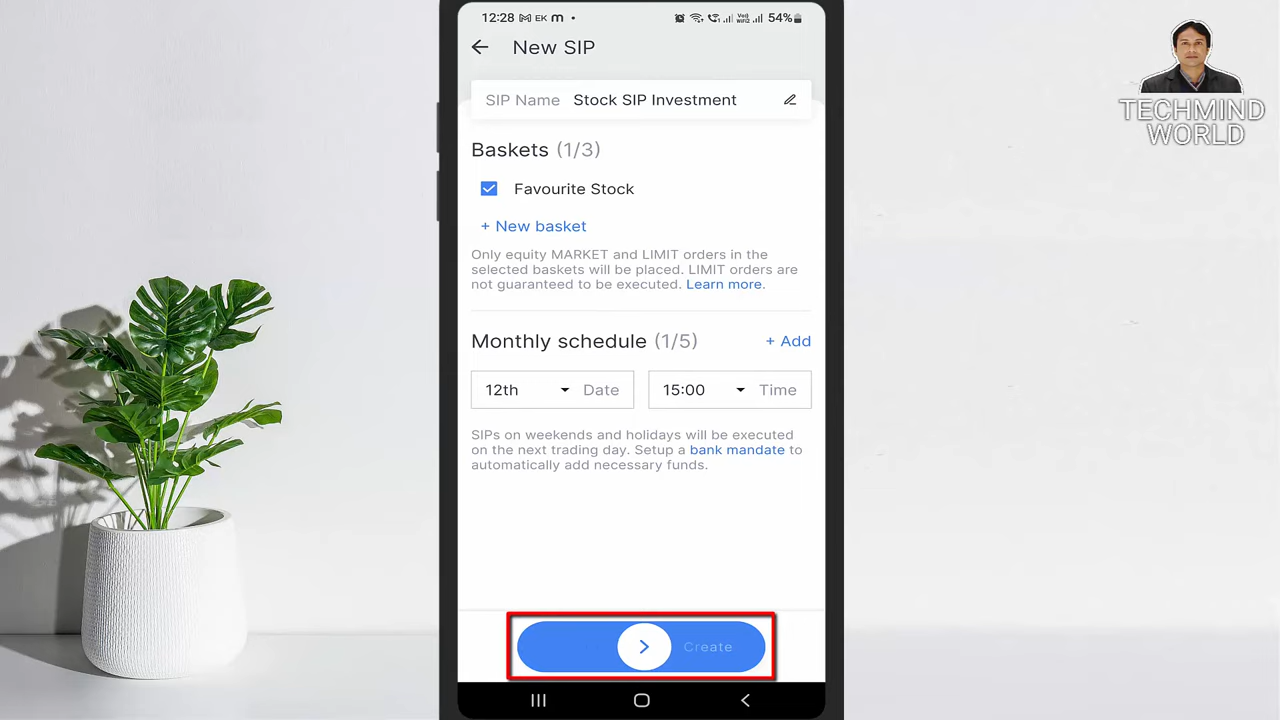 12:28 EK m • 54%
New SIP
SIP Name Stock SIP Investment
Baskets (1/3)
Favourite Stock
+ New basket
Only equity MARKET and LIMIT orders in the
selected baskets will be placed. LIMIT orders are
not guaranteed to be executed. Learn more.
Monthly schedule (1/5) + Add
12th Date 15:00 Time
SIPs on weekends and holidays will be executed
on the next trading day. Setup a bank mandate to
automatically add necessary funds.
Create
TECHMIND
WORLD